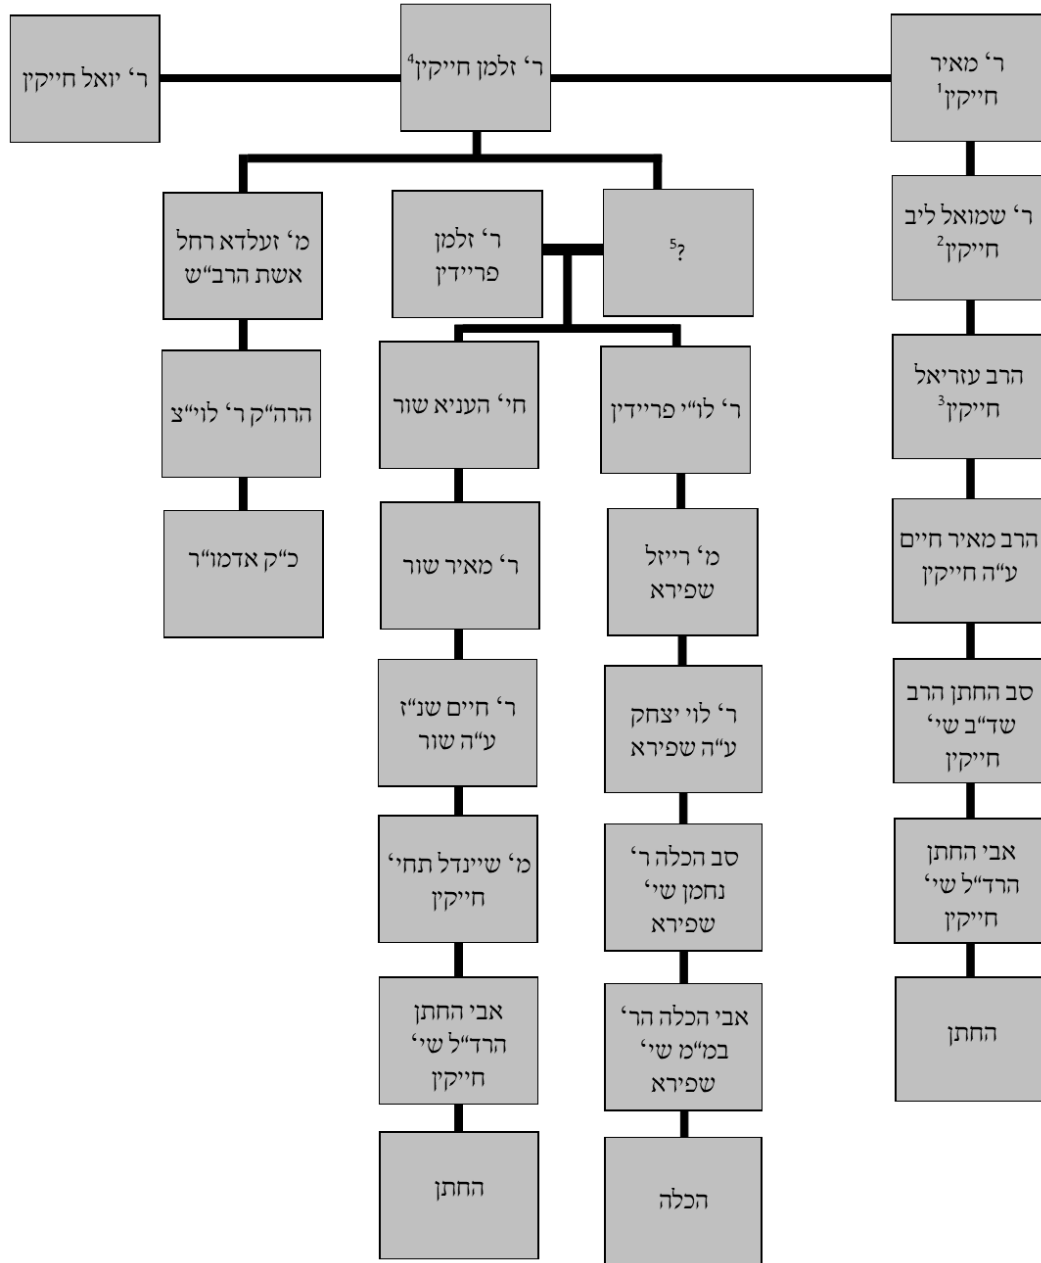 ר‘ מאיר
חייקין¹
ר‘ זלמן חייקין⁴
ר‘ יואל חייקין
ר‘ שמואל ליב
חייקין²
?⁵
ר‘ זלמן
פריידין
מ‘ זעלדא רחל
אשת הרב“ש
הרב עזריאל
חייקין³
ר‘ לו“י פריידין
חי‘ העניא שור
הרה“ק ר‘ לוי“צ
הרב מאיר חיים
ע“ה חייקין
מ‘ רייזל
שפירא
ר‘ מאיר שור
כ“ק אדמו“ר
סב החתן הרב
שד“ב שי‘
חייקין
ר‘ לוי יצחק
ע“ה שפירא
ר‘ חיים שנ“ז
ע“ה שור
אבי החתן
הרד“ל שי‘
חייקין
סב הכלה ר‘
נחמן שי‘
שפירא
מ‘ שיינדל תחי‘
חייקין
החתן
אבי הכלה הר‘
במ“מ שי‘
שפירא
אבי החתן
הרד“ל שי‘
חייקין
הכלה
החתן